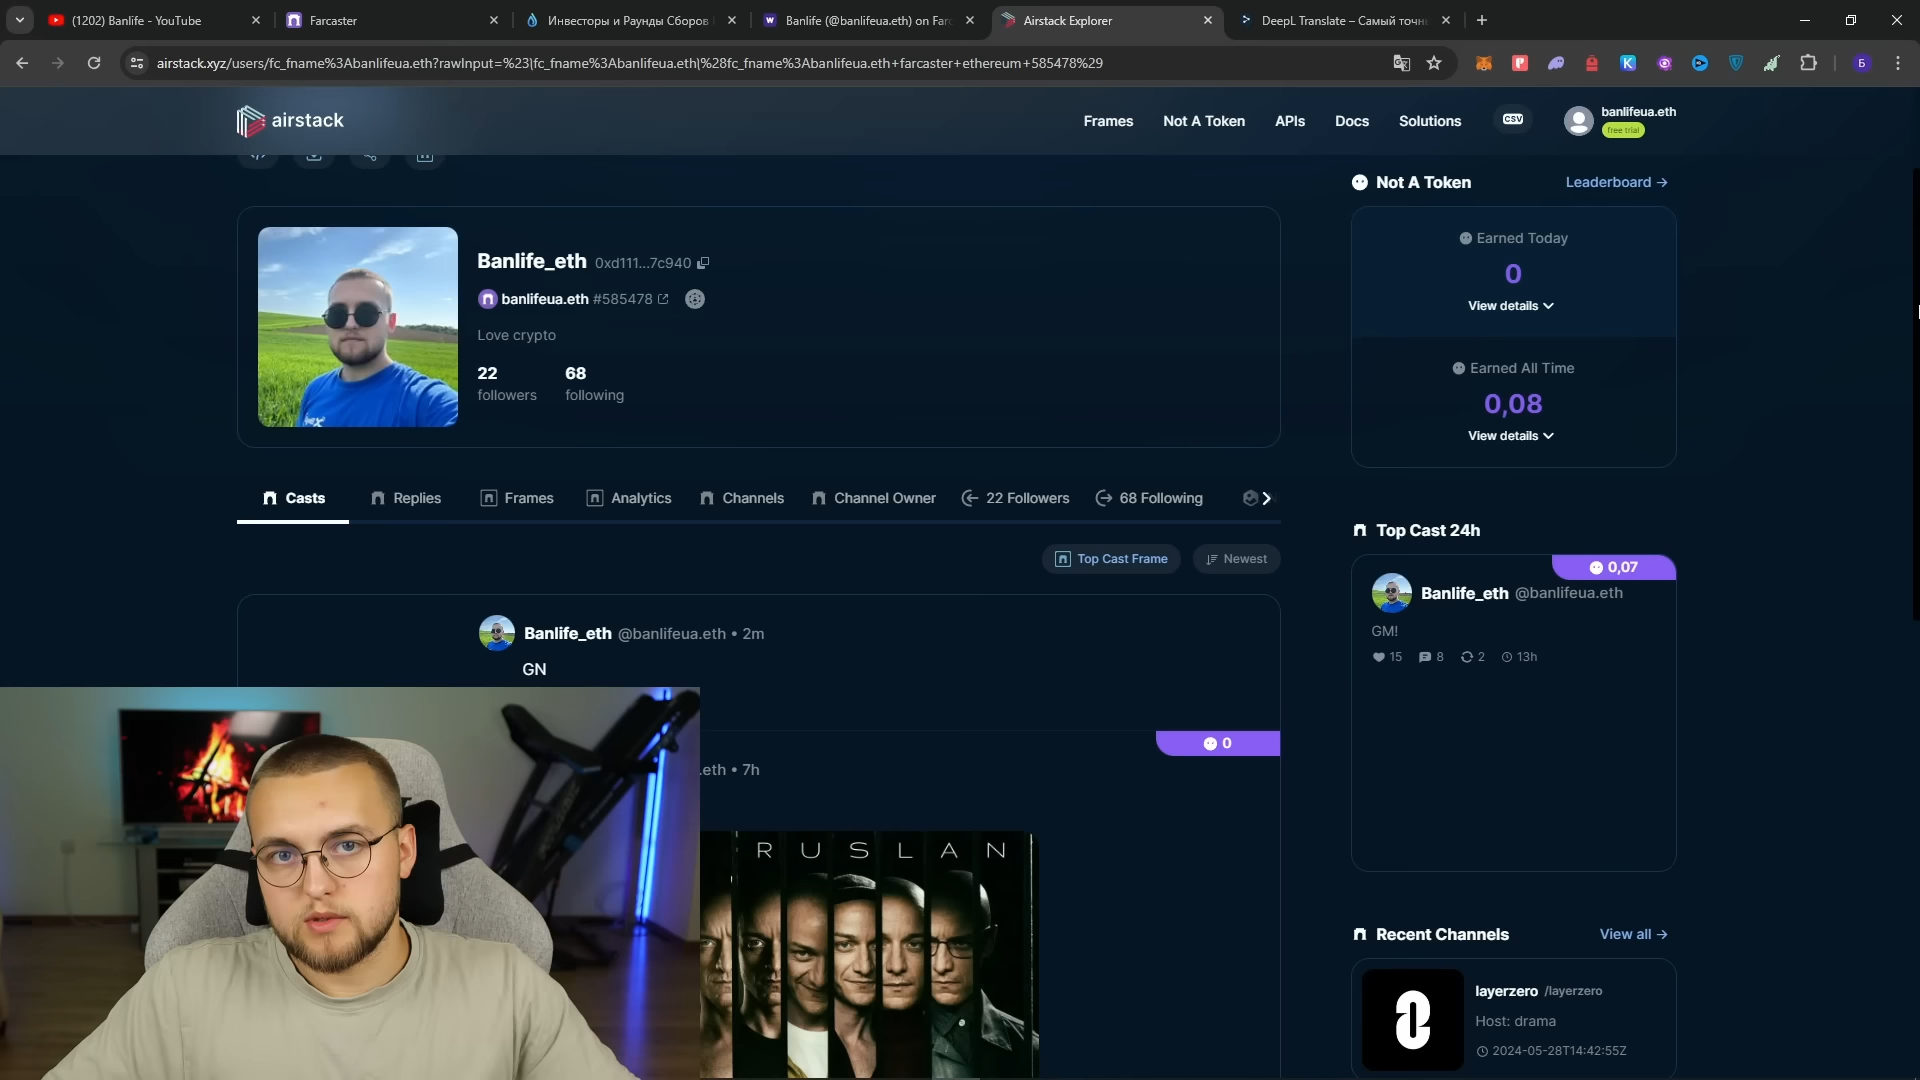 (1202) Banlife - YouTube
Farcaster
Инвесторы и Раунды Сборов
Banlife (@banlifeua.eth) on Farc
Airstack Explorer
DeepL Translate – Самый точн
airstack.xyz/users/fc_fname%3Abanlifeua.eth?rawInput=%23⎱fc_fname%3Abanlifeua.eth⎱%28fc_fname%3Abanlifeua.eth+farcaster+ethereum+585478%29
Б
airstack
Frames
Not A Token
APIs
Docs
Solutions
CSV
banlifeua.eth
free trial
Banlife_eth 0xd111...7c940
banlifeua.eth #585478
Love crypto
22
68
followers
following
Not A Token
Leaderboard →
Earned Today
0
View details
Earned All Time
0,08
View details
Casts
Replies
Frames
Analytics
Channels
Channel Owner
22 Followers
68 Following
Top Cast Frame
Newest
Banlife_eth @banlifeua.eth • 2m
GN
0
.eth • 7h
RUSLAN
Top Cast 24h
0,07
Banlife_eth @banlifeua.eth
GM!
15
8
2
13h
Recent Channels
View all →
layerzero /layerzero
Host: drama
2024-05-28T14:42:55Z